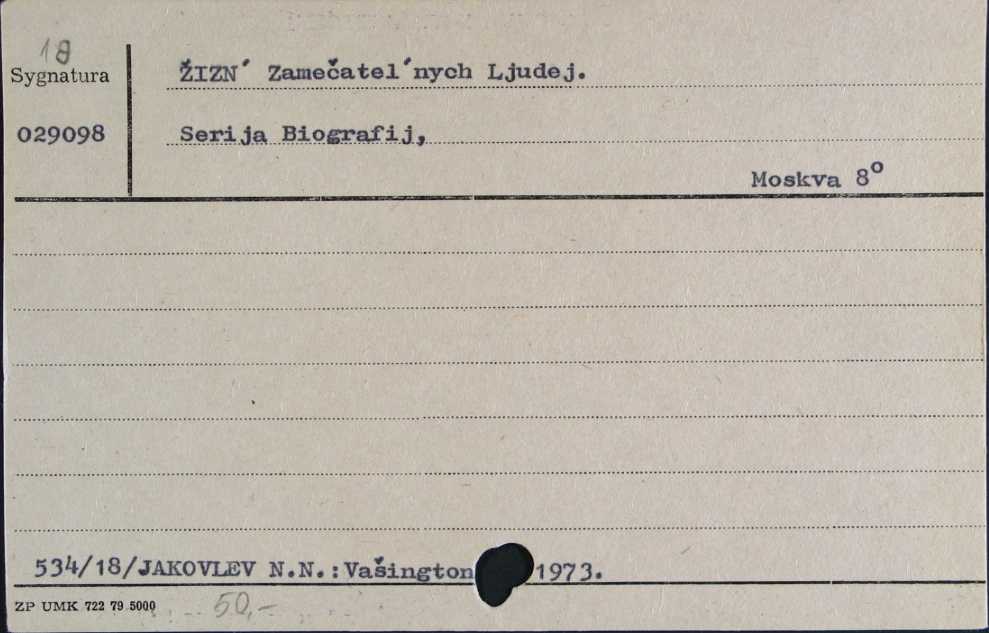 18
Sygnatura
ŽIZN´ Zamečatel´nych Ljudej.
029098
Serija Biografij,
Moskva 8º
534/18/JAKOVLEV N.N.:Vašington 1973.
ZP UMK 722 79 5000
50,-